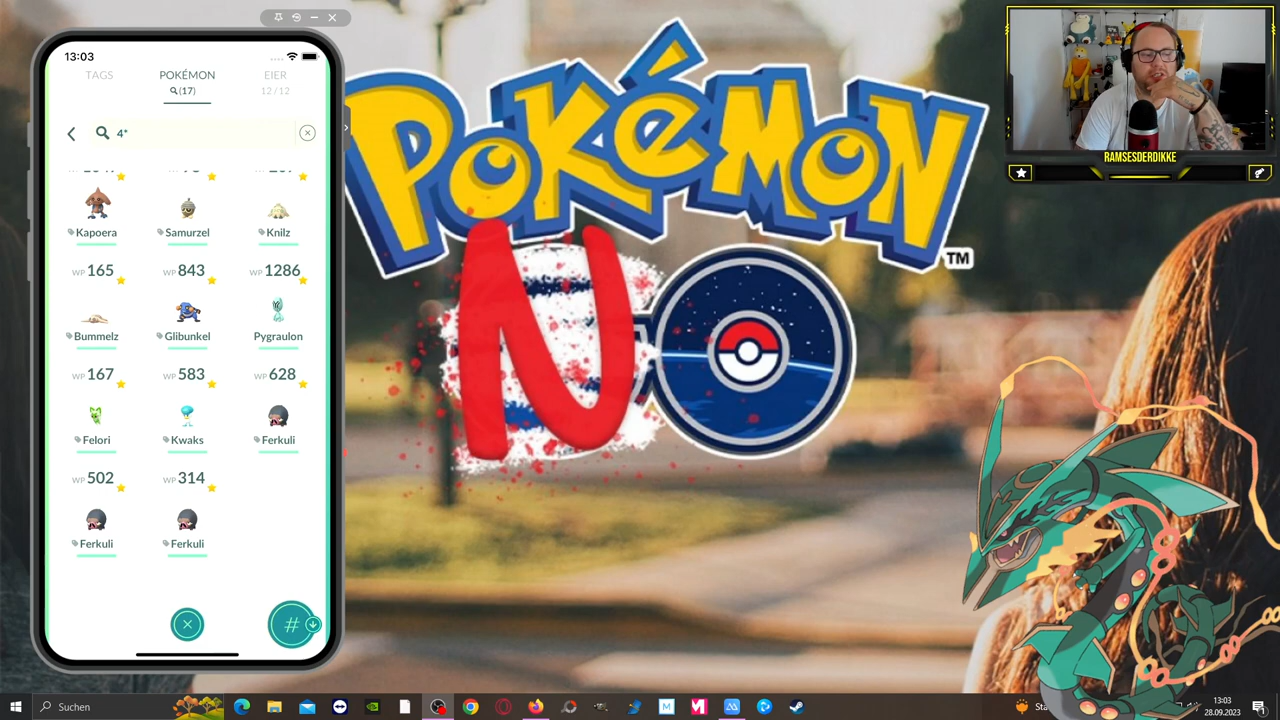 13:03
TAGS
POKÉMON
(17)
EIER
12 / 12
4*
Kapoera
Samurzel
Knilz
WP 165
WP 843
WP 1286
Bummelz
Glibunkel
Pygraulon
WP 167
WP 583
WP 628
Felori
Kwaks
Ferkuli
WP 502
WP 314
Ferkuli
Ferkuli
#
POKÉMON
TM
NO
RAMSESDERDIKKE
Suchen
13:03
28.09.2023